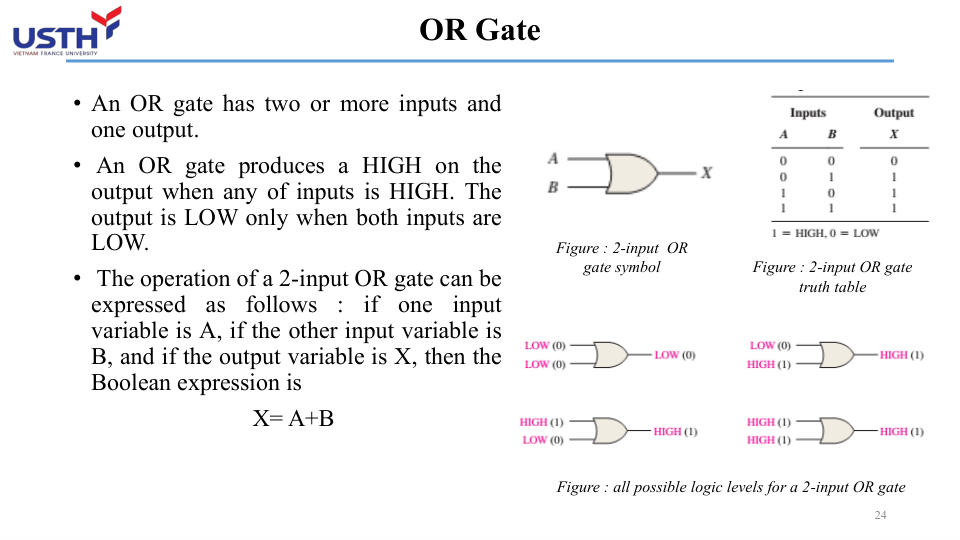 USTH
VIETNAM FRANCE UNIVERSITY
OR Gate
• An OR gate has two or more inputs and
one output.
• An OR gate produces a HIGH on the
output when any of inputs is HIGH. The
output is LOW only when both inputs are
LOW.
• The operation of a 2-input OR gate can be
expressed as follows : if one input
variable is A, if the other input variable is
B, and if the output variable is X, then the
Boolean expression is
X= A+B
A
B
X
Figure : 2-input OR
gate symbol
Inputs Output
A B X
0 0 0
0 1 1
1 0 1
1 1 1
1 = HIGH, 0 = LOW
Figure : 2-input OR gate
truth table
LOW (0)
LOW (0)
LOW (0)
LOW (0)
HIGH (1)
HIGH (1)
HIGH (1)
LOW (0)
HIGH (1)
HIGH (1)
HIGH (1)
HIGH (1)
Figure : all possible logic levels for a 2-input OR gate
24